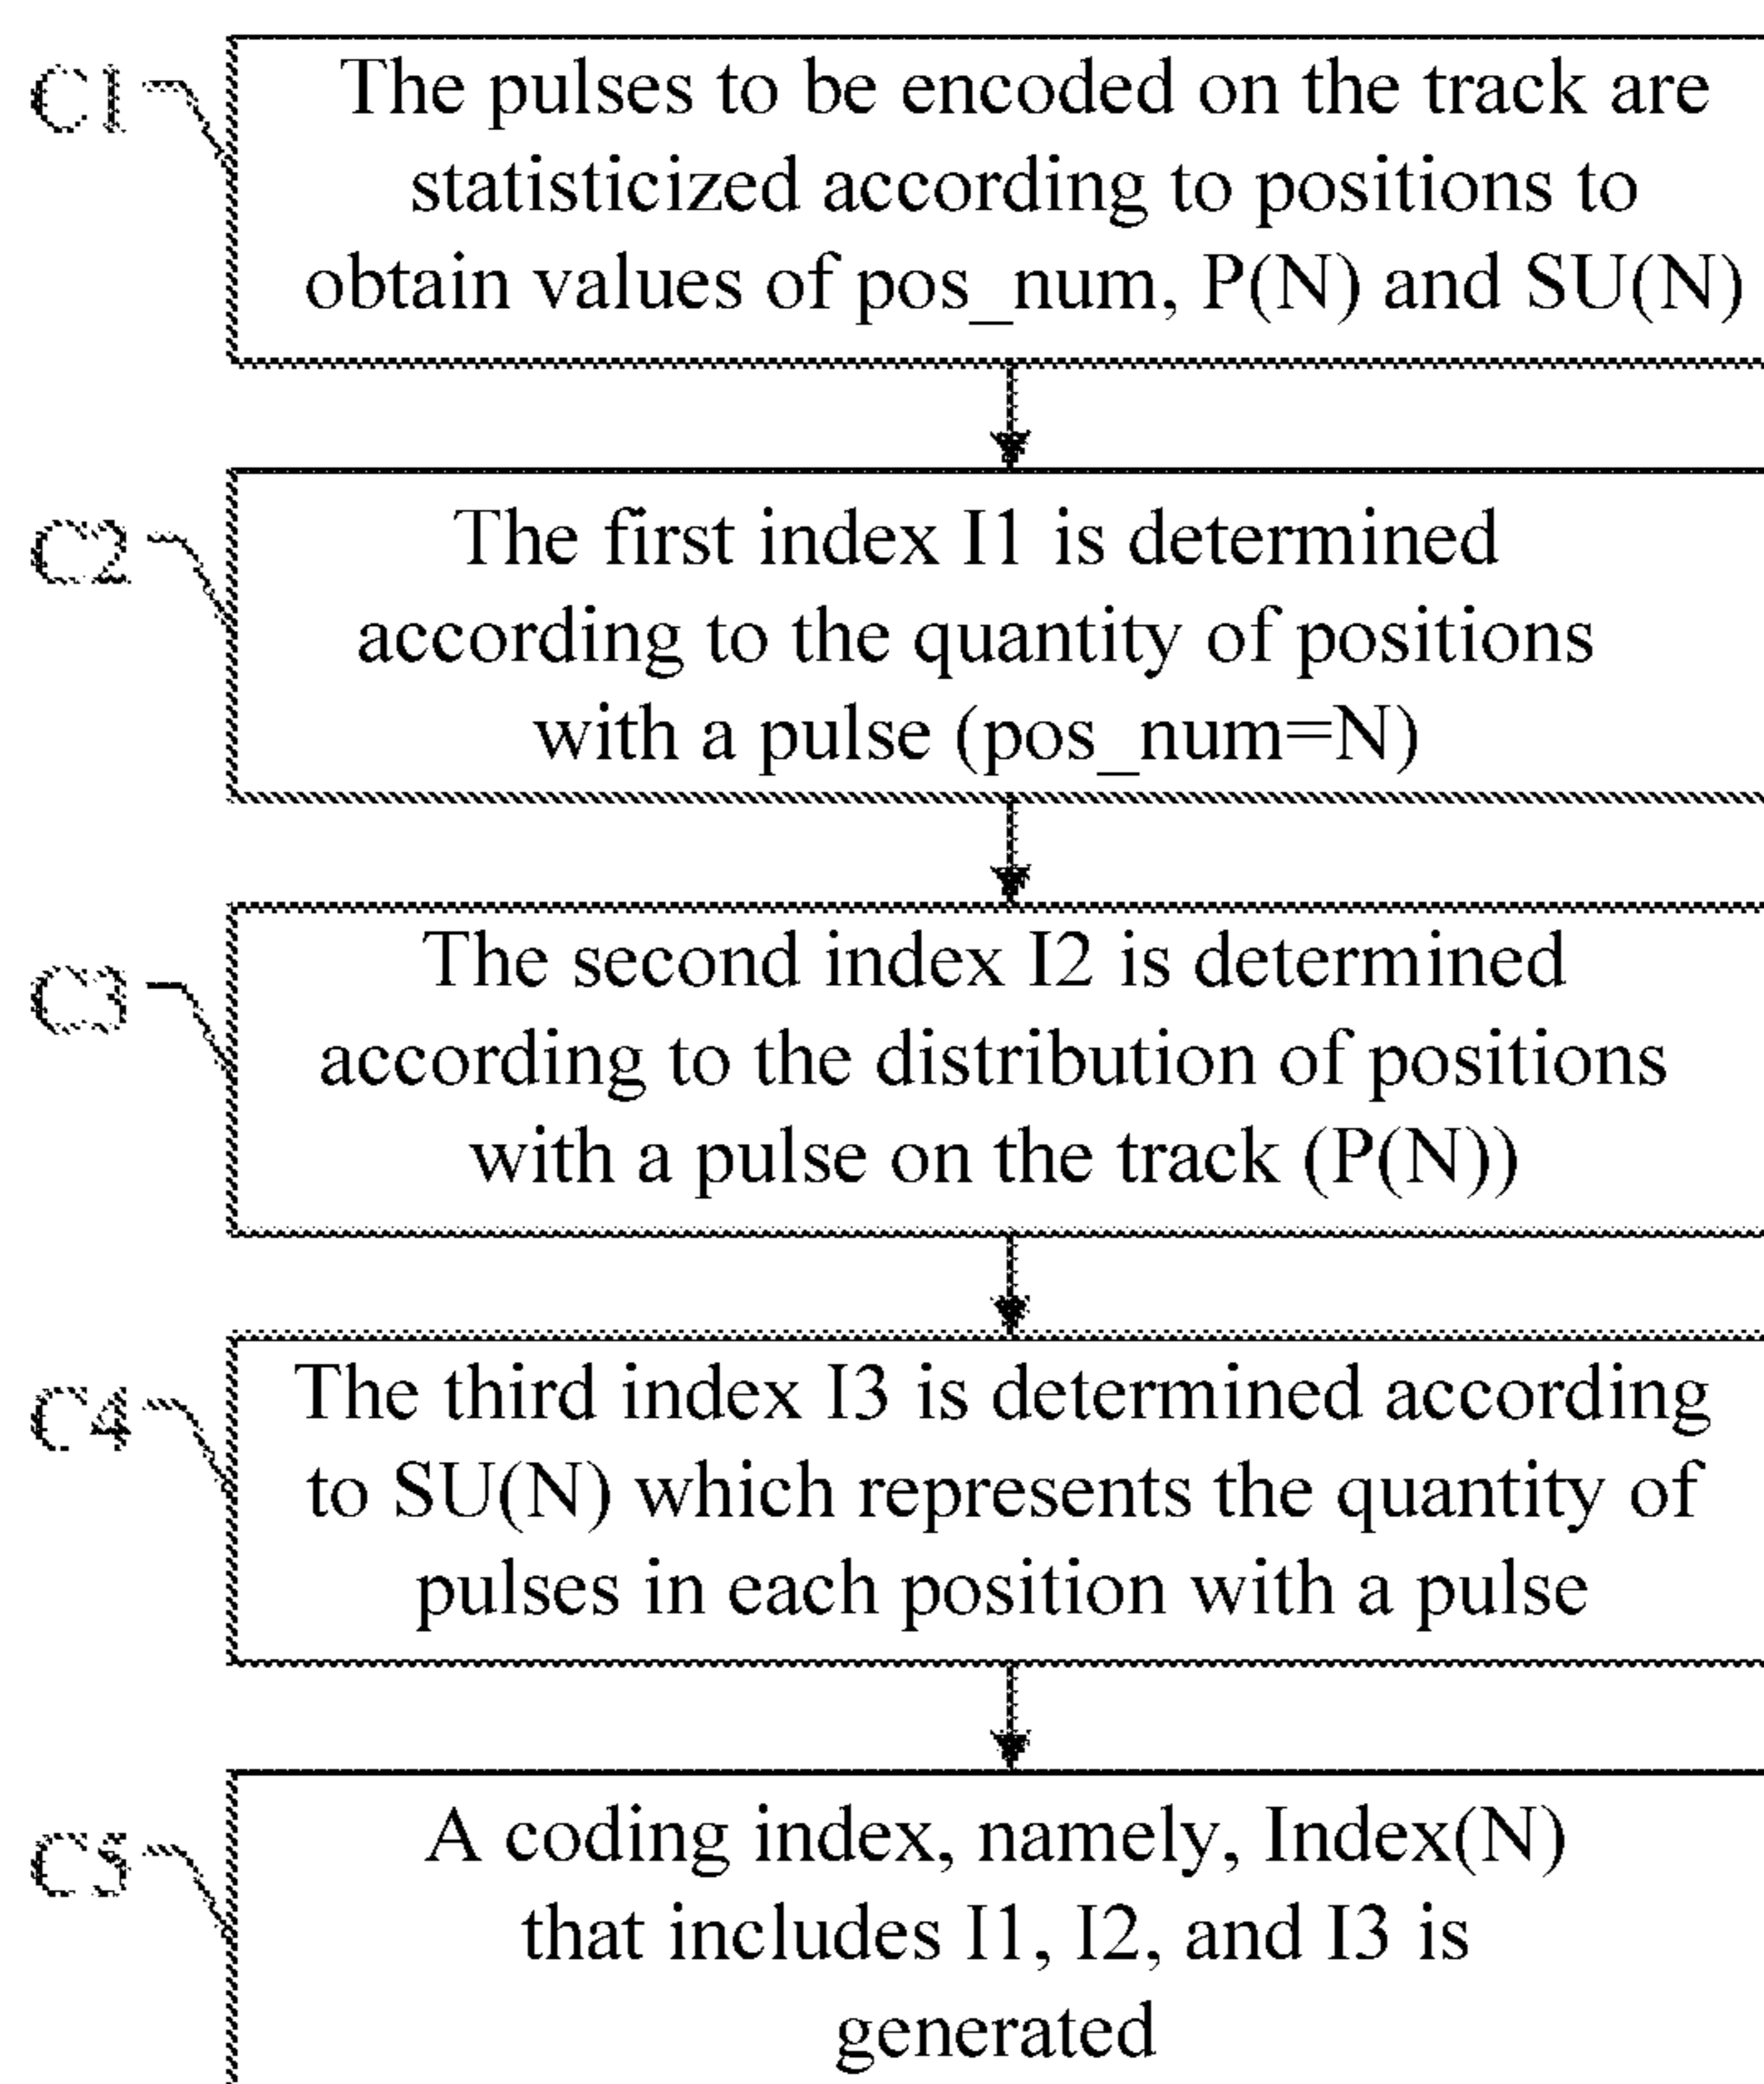 C1
The pulses to be encoded on the track are
statisticized according to positions to
obtain values of pos_num, P(N) and SU(N)
C2
The first index I1 is determined
according to the quantity of positions
with a pulse (pos_num=N)
C3
The second index I2 is determined
according to the distribution of positions
with a pulse on the track (P(N))
C4
The third index I3 is determined according
to SU(N) which represents the quantity of
pulses in each position with a pulse
C5
A coding index, namely, Index(N)
that includes I1, I2, and I3 is
generated